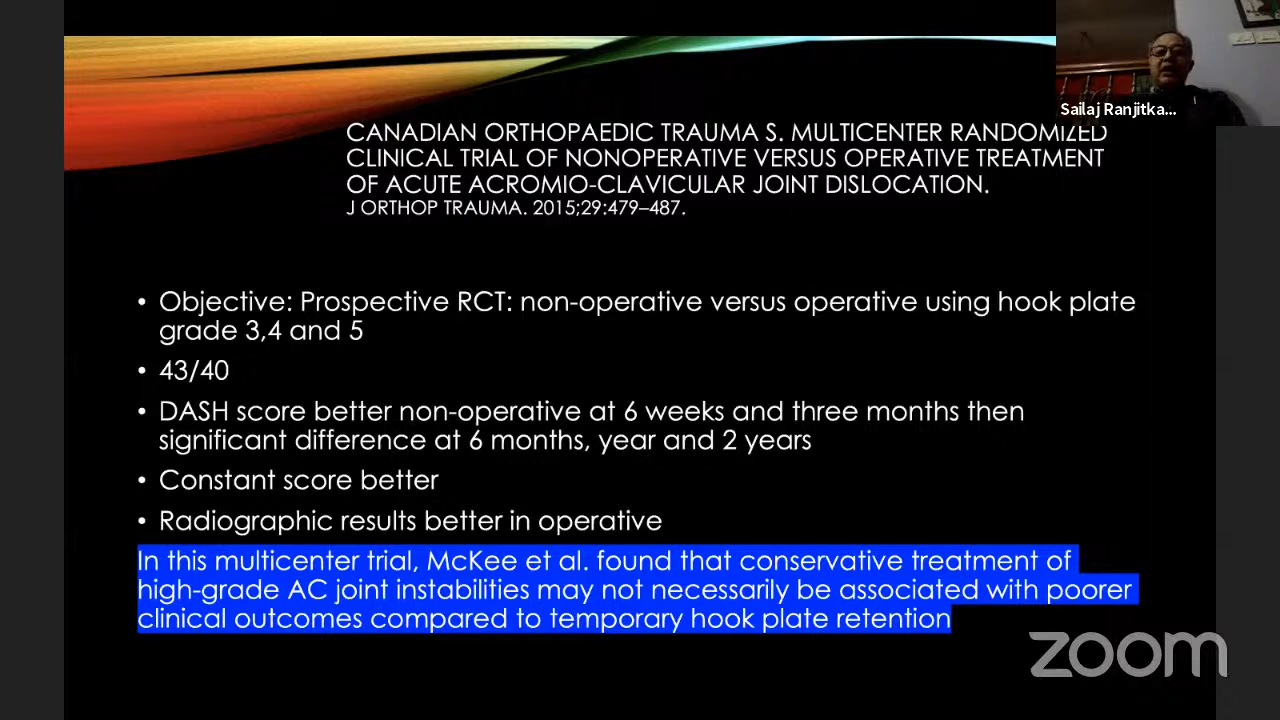 Sailaj Ranjitka...
CANADIAN ORTHOPAEDIC TRAUMA S. MULTICENTER RANDOMIZED
CLINICAL TRIAL OF NONOPERATIVE VERSUS OPERATIVE TREATMENT
OF ACUTE ACROMIO-CLAVICULAR JOINT DISLOCATION.
J ORTHOP TRAUMA. 2015;29:479–487.
• Objective: Prospective RCT: non-operative versus operative using hook plate
grade 3,4 and 5
• 43/40
• DASH score better non-operative at 6 weeks and three months then
significant difference at 6 months, year and 2 years
• Constant score better
• Radiographic results better in operative
In this multicenter trial, McKee et al. found that conservative treatment of
high-grade AC joint instabilities may not necessarily be associated with poorer
clinical outcomes compared to temporary hook plate retention
zoom